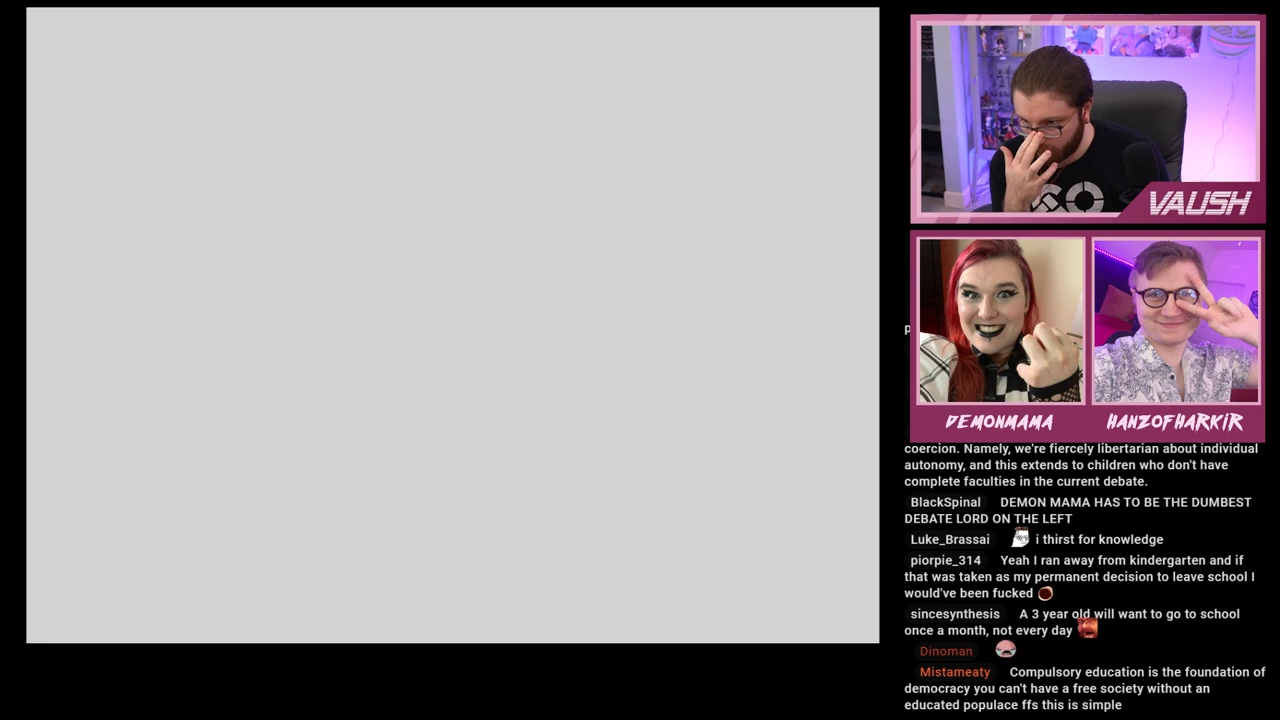 VAUSH
DEMONMAMA
HANZOFHARKIR
coercion. Namely, we're fiercely libertarian about individual
autonomy, and this extends to children who don't have
complete faculties in the current debate.
BlackSpinal DEMON MAMA HAS TO BE THE DUMBEST
DEBATE LORD ON THE LEFT
Luke_Brassai i thirst for knowledge
piorpie_314 Yeah I ran away from kindergarten and if
that was taken as my permanent decision to leave school I
would've been fucked
sincesynthesis A 3 year old will want to go to school
once a month, not every day
Dinoman
Mistameaty Compulsory education is the foundation of
democracy you can't have a free society without an
educated populace ffs this is simple